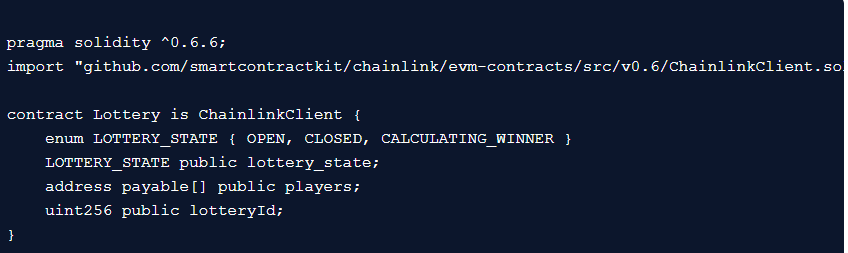 pragma solidity ^0.6.6;
import "github.com/smartcontractkit/chainlink/evm-contracts/src/v0.6/ChainlinkClient.so
contract Lottery is ChainlinkClient {
enum LOTTERY_STATE { OPEN, CLOSED, CALCULATING_WINNER }
LOTTERY_STATE public lottery_state;
address payable[] public players;
uint256 public lotteryId;
}